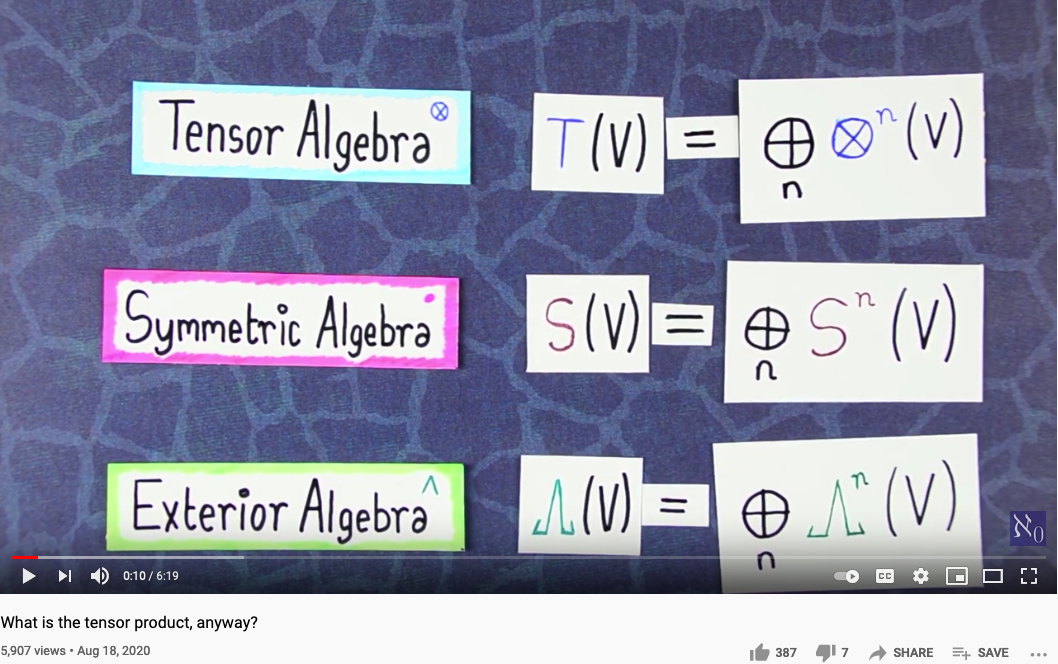 Tensor Algebra ⊗ T(V) = ⊕ ⊗ⁿ(V)
n
Symmetric Algebra • S(V) = ⊕ Sⁿ(V)
n
Exterior Algebra ^ Λ(V) = ⊕ Λⁿ(V)
n
ℵ₀
0:10 / 6:19 CC
What is the tensor product, anyway?
5,907 views • Aug 18, 2020 387 7 SHARE SAVE